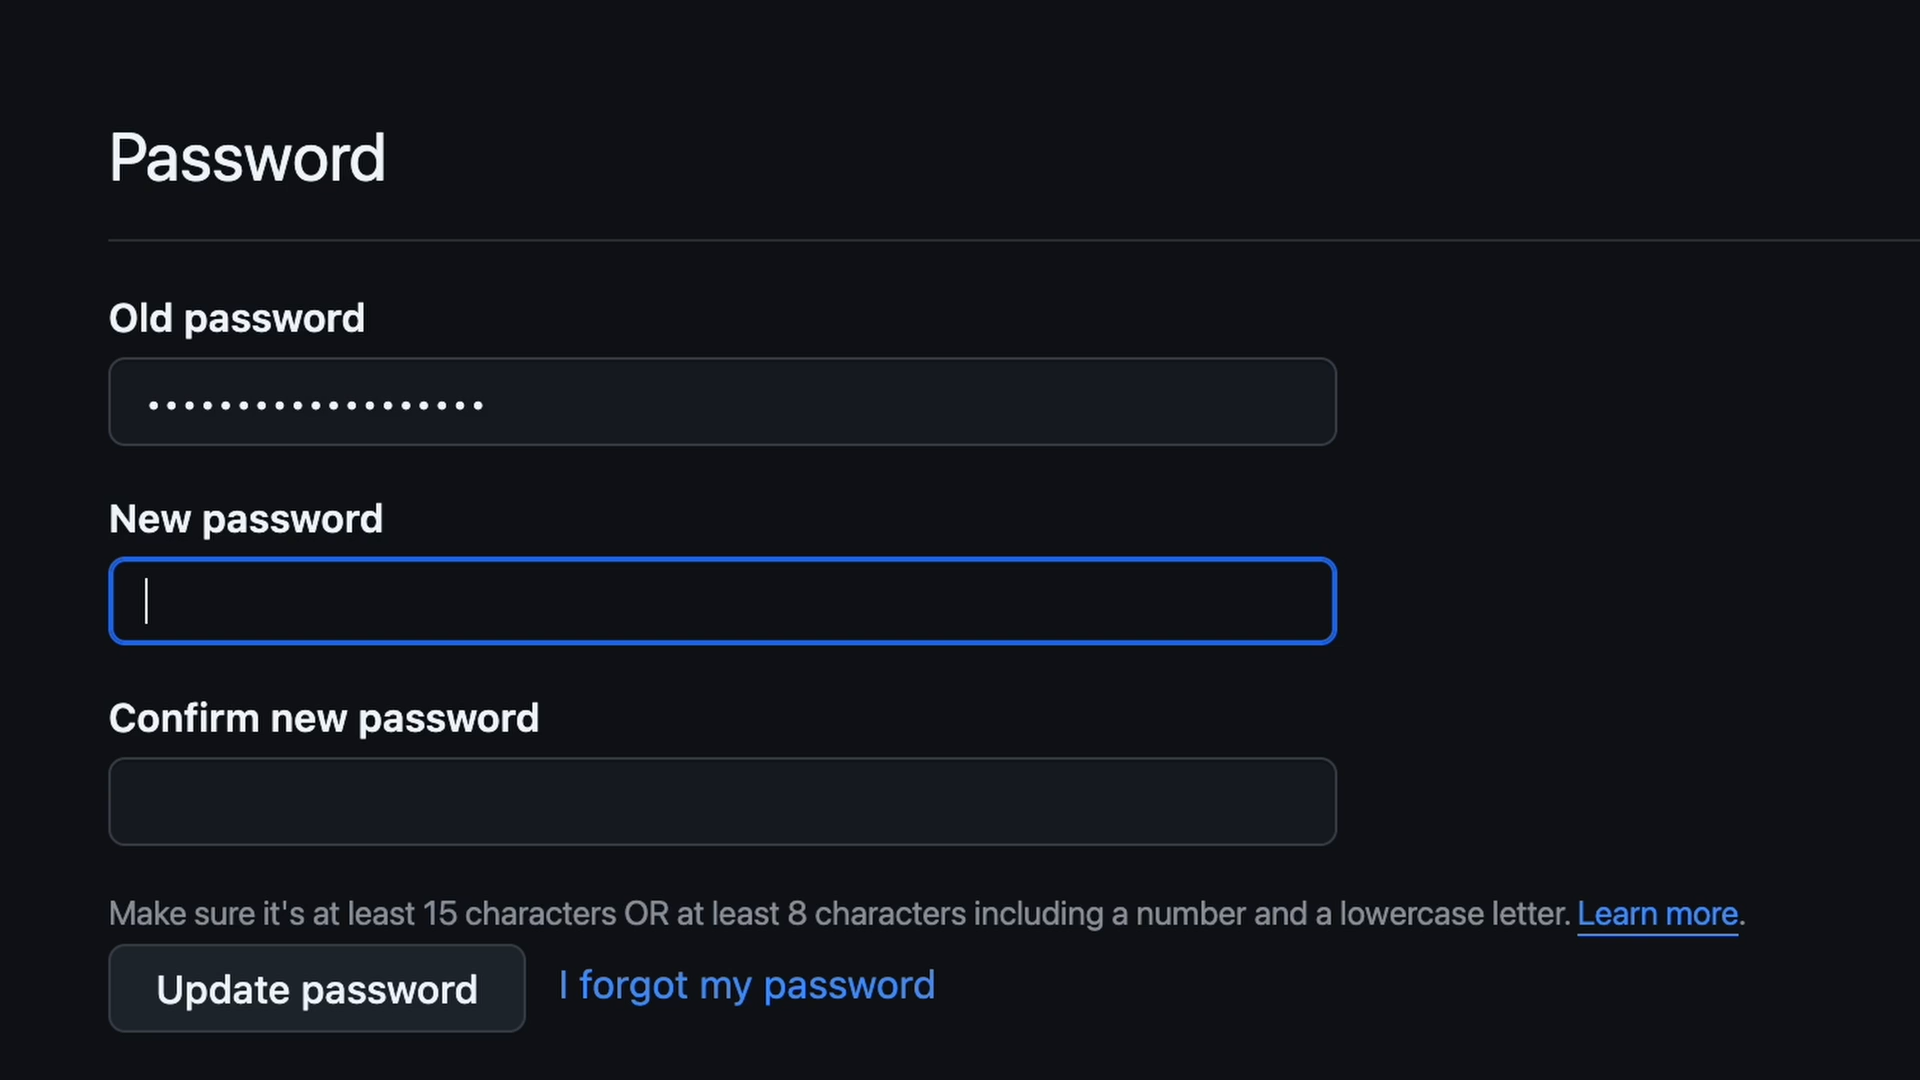 Password
Old password
•••••••••••••••••••
New password
Confirm new password
Make sure it's at least 15 characters OR at least 8 characters including a number and a lowercase letter. Learn more.
Update password
I forgot my password